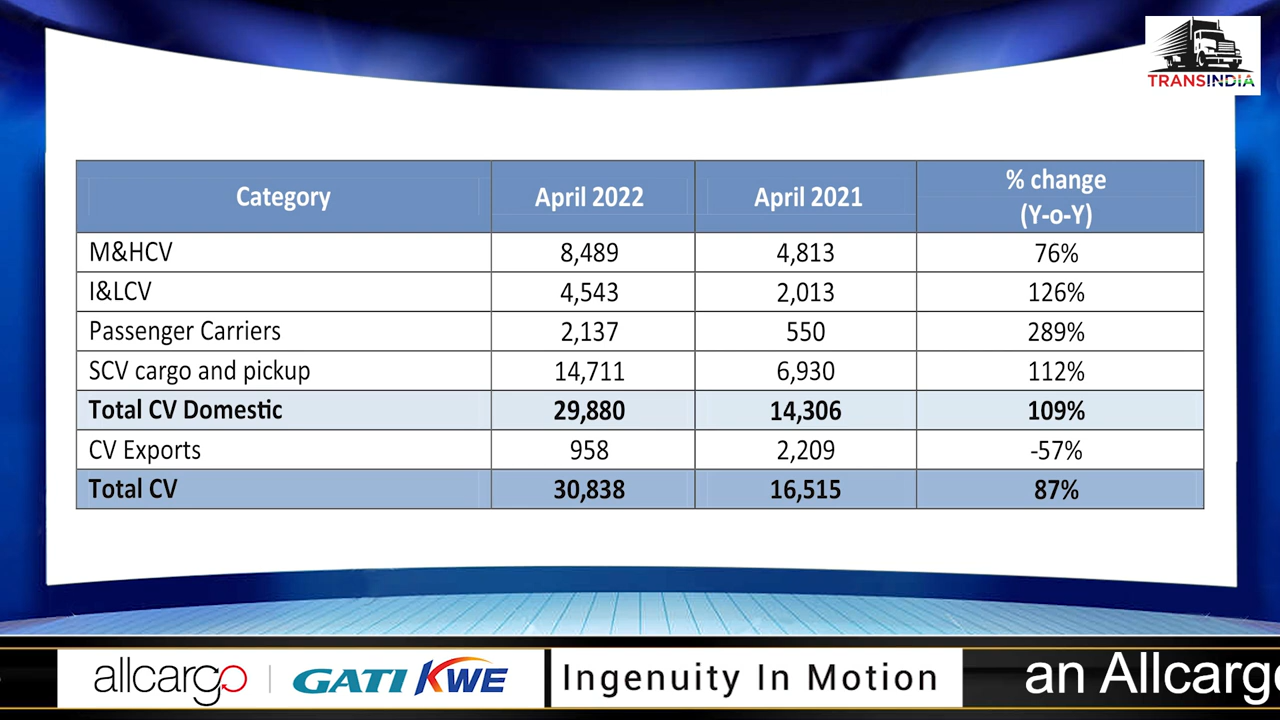 TRANSINDIA
Category April 2022 April 2021 % change (Y-o-Y)
M&HCV 8,489 4,813 76%
I&LCV 4,543 2,013 126%
Passenger Carriers 2,137 550 289%
SCV cargo and pickup 14,711 6,930 112%
Total CV Domestic 29,880 14,306 109%
CV Exports 958 2,209 -57%
Total CV 30,838 16,515 87%
allcargo GATI KWE Ingenuity In Motion an Allcargo